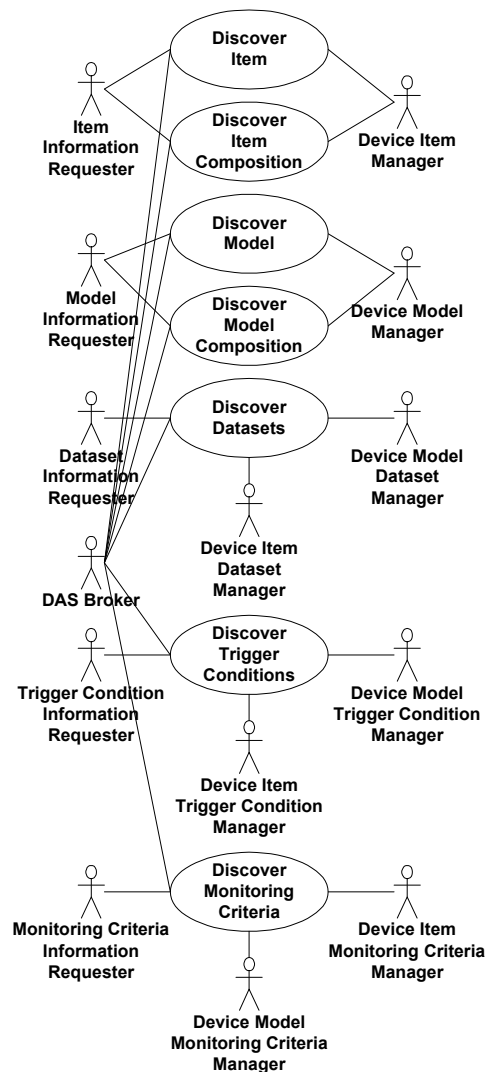 Discover
Item
Item
Information
Requester
Discover
Item
Composition
Device Item
Manager
Discover
Model
Model
Information
Requester
Discover
Model
Composition
Device Model
Manager
Discover
Datasets
Dataset
Information
Requester
Device Model
Dataset
Manager
Device Item
Dataset
Manager
DAS Broker
Discover
Trigger
Conditions
Trigger Condition
Information
Requester
Device Model
Trigger Condition
Manager
Device Item
Trigger Condition
Manager
Discover
Monitoring
Criteria
Monitoring Criteria
Information
Requester
Device Item
Monitoring Criteria
Manager
Device Model
Monitoring Criteria
Manager